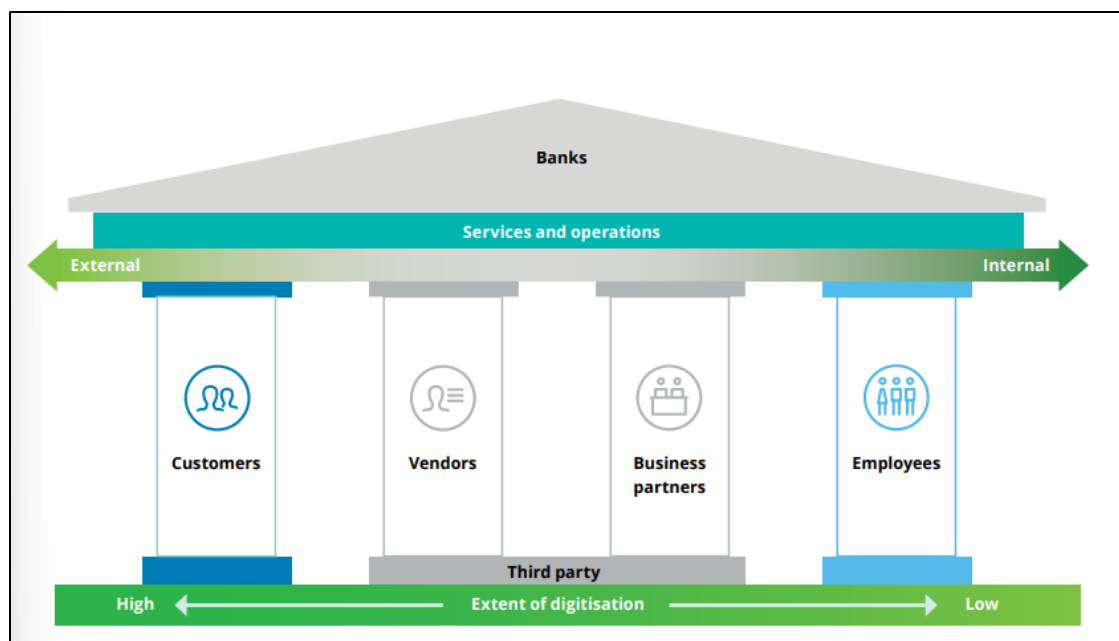 Banks
Services and operations
External
Internal
Customers
Vendors
Business
partners
Employees
Third party
High
Extent of digitisation
Low